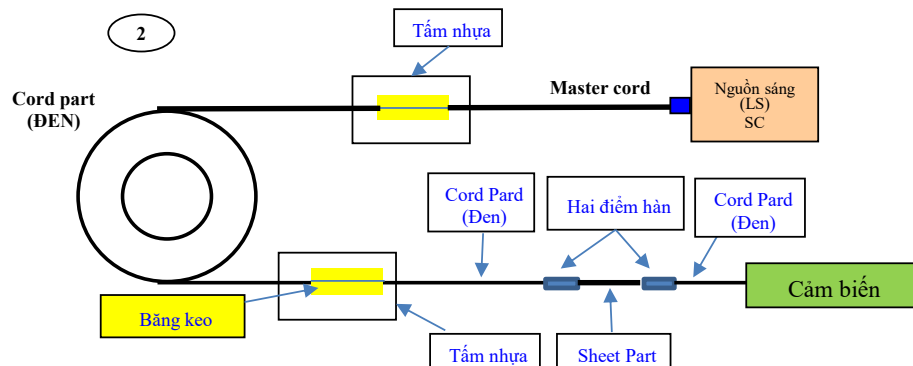 2
Tấm nhựa
Cord part
(ĐEN)
Master cord
Nguồn sáng
(LS)
SC
Cord Pard
(Đen)
Hai điểm hàn
Cord Pard
(Đen)
Băng keo
Tấm nhựa
Sheet Part
Cảm biến